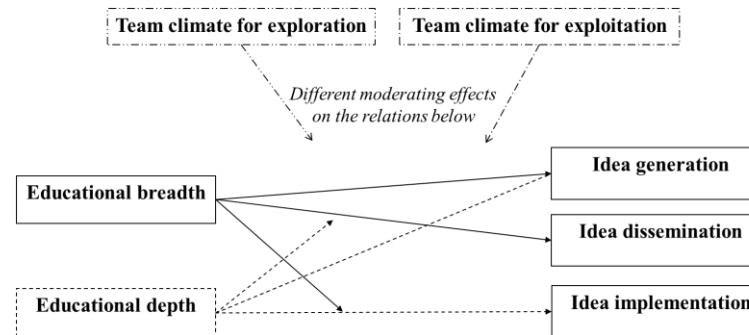 Team climate for exploration
Team climate for exploitation
Different moderating effects
on the relations below
Educational breadth
Idea generation
Idea dissemination
Educational depth
Idea implementation